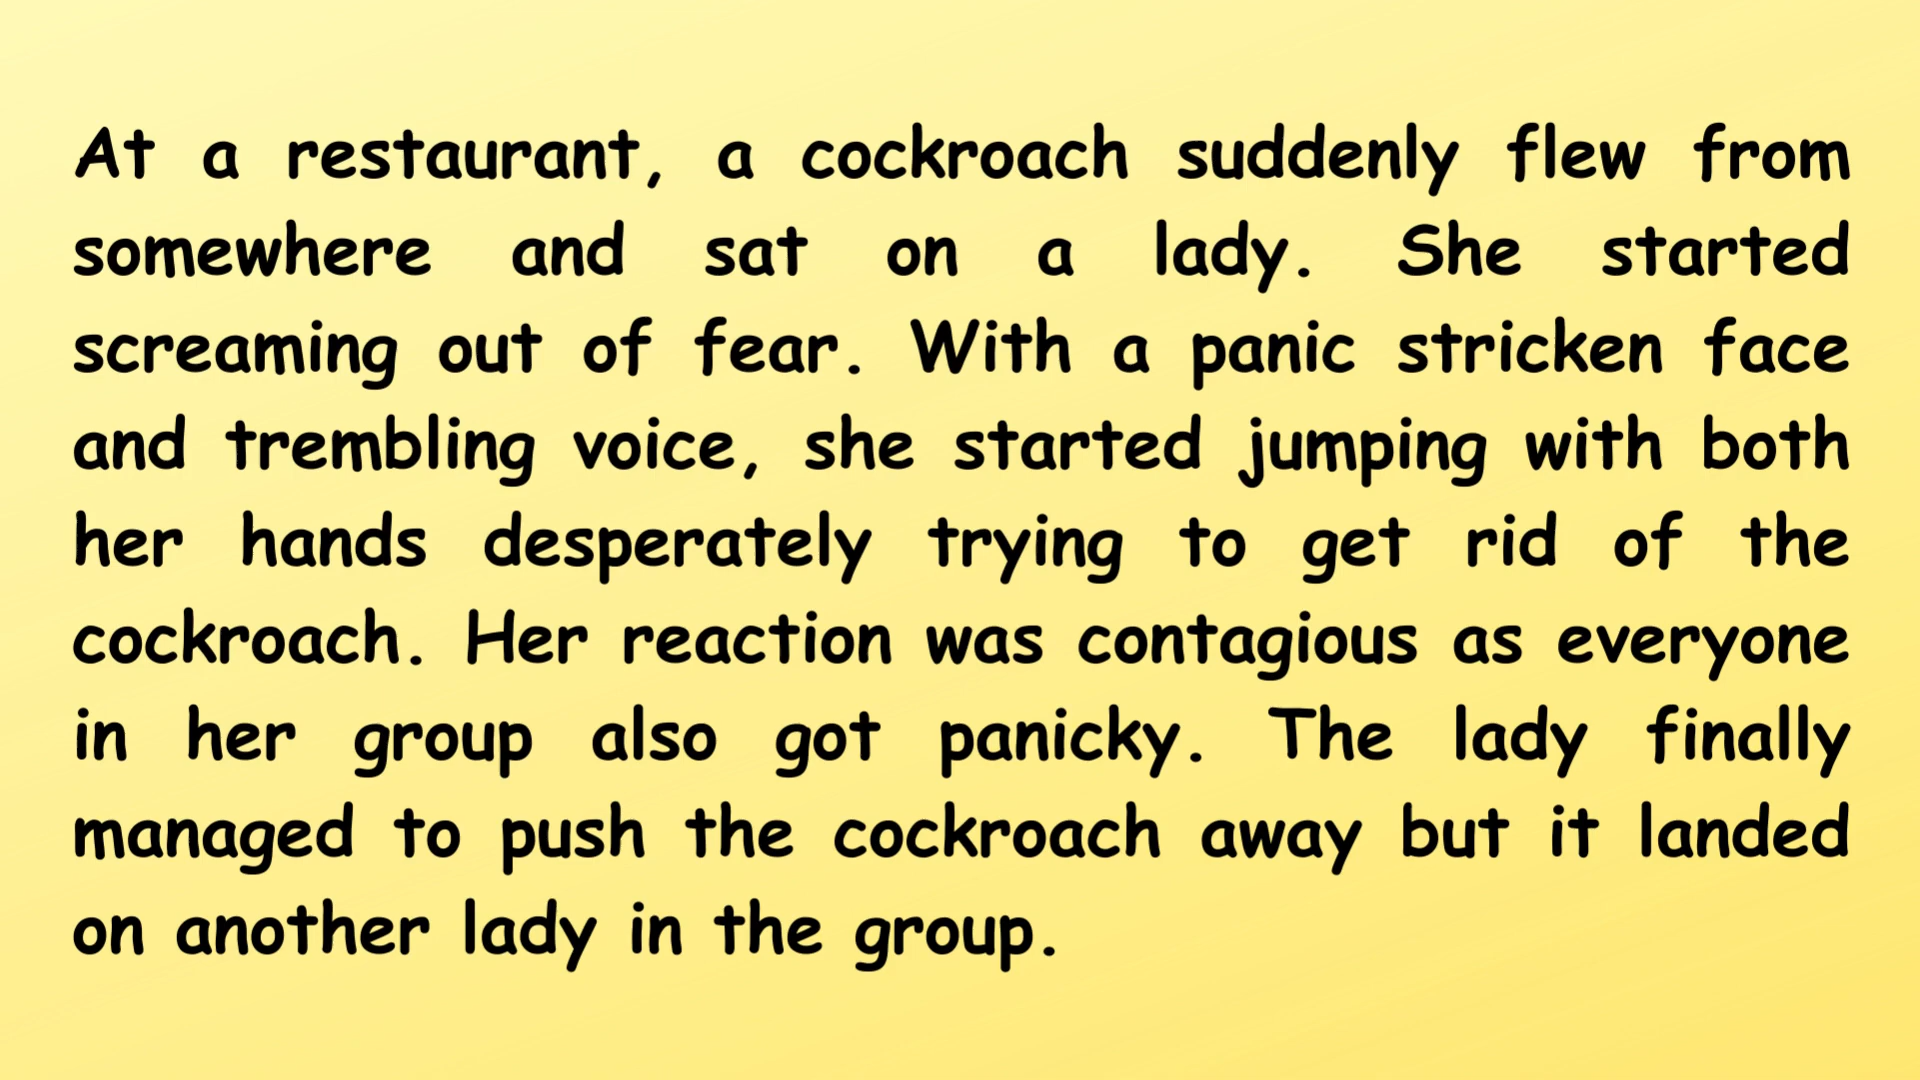 At a restaurant, a cockroach suddenly flew from
somewhere and sat on a lady. She started
screaming out of fear. With a panic stricken face
and trembling voice, she started jumping with both
her hands desperately trying to get rid of the
cockroach. Her reaction was contagious as everyone
in her group also got panicky. The lady finally
managed to push the cockroach away but it landed
on another lady in the group.